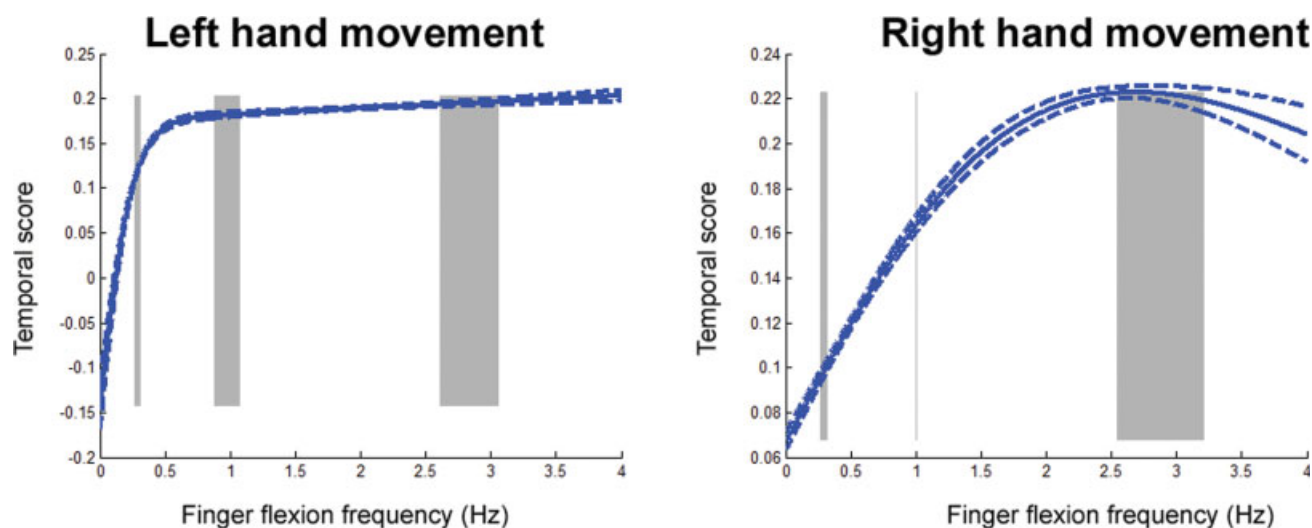 Left hand movement
0.25
0.2
0.15
0.1
0.05
0
-0.05
-0.1
-0.15
-0.2
Temporal score
0 0.5 1 1.5 2 2.5 3 3.5 4
Finger flexion frequency (Hz)
Right hand movement
0.24
0.22
0.2
0.18
0.16
0.14
0.12
0.1
0.08
0.06
Temporal score
0 0.5 1 1.5 2 2.5 3 3.5 4
Finger flexion frequency (Hz)